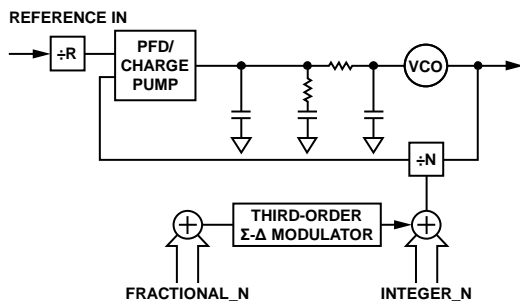 REFERENCE IN
÷R
PFD/
CHARGE
PUMP
VCO
÷N
THIRD-ORDER
Σ-Δ MODULATOR
+
+
FRACTIONAL_N
INTEGER_N